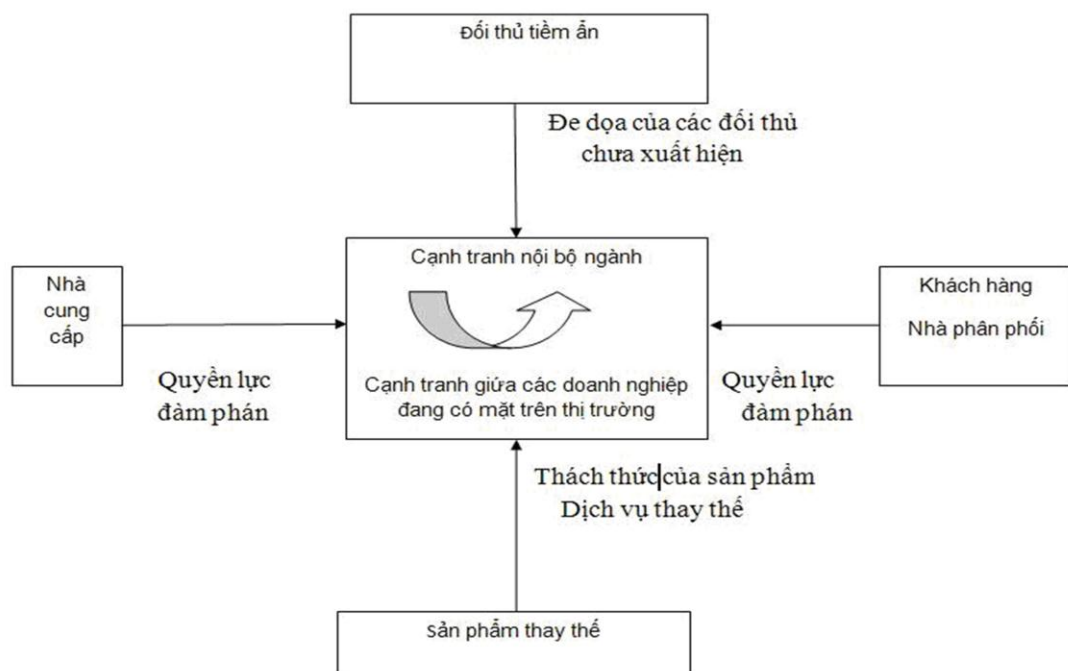 Đối thủ tiềm ẩn
Đe dọa của các đối thủ
chưa xuất hiện
Cạnh tranh nội bộ ngành
Nhà
cung
cấp
Khách hàng
Nhà phân phối
Quyền lực
đàm phán
Cạnh tranh giữa các doanh nghiệp
đang có mặt trên thị trường
Quyền lực
đàm phán
Thách thức của sản phẩm
Dịch vụ thay thế
Sản phẩm thay thế